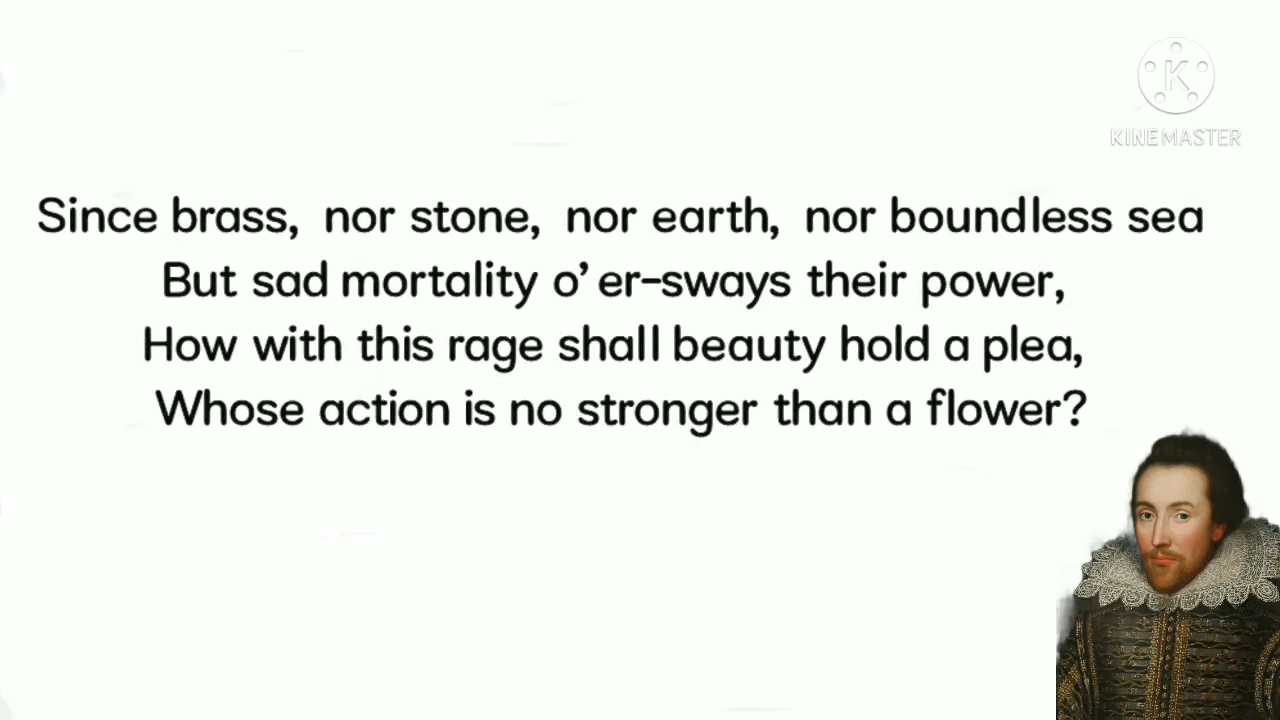 KINEMASTER
Since brass, nor stone, nor earth, nor boundless sea
But sad mortality o’er-sways their power,
How with this rage shall beauty hold a plea,
Whose action is no stronger than a flower?